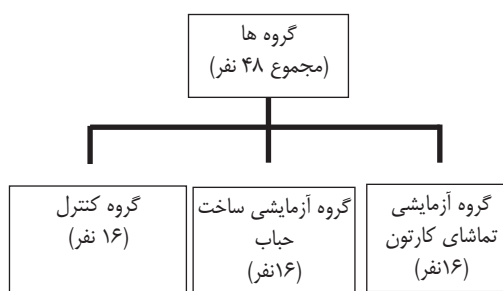 گروه ها
(مجموع ۴۸ نفر)
گروه آزمایشی
تماشای کارتون
(۱۶نفر)
گروه آزمایشی ساخت
حباب
(۱۶نفر)
گروه کنترل
(۱۶ نفر)